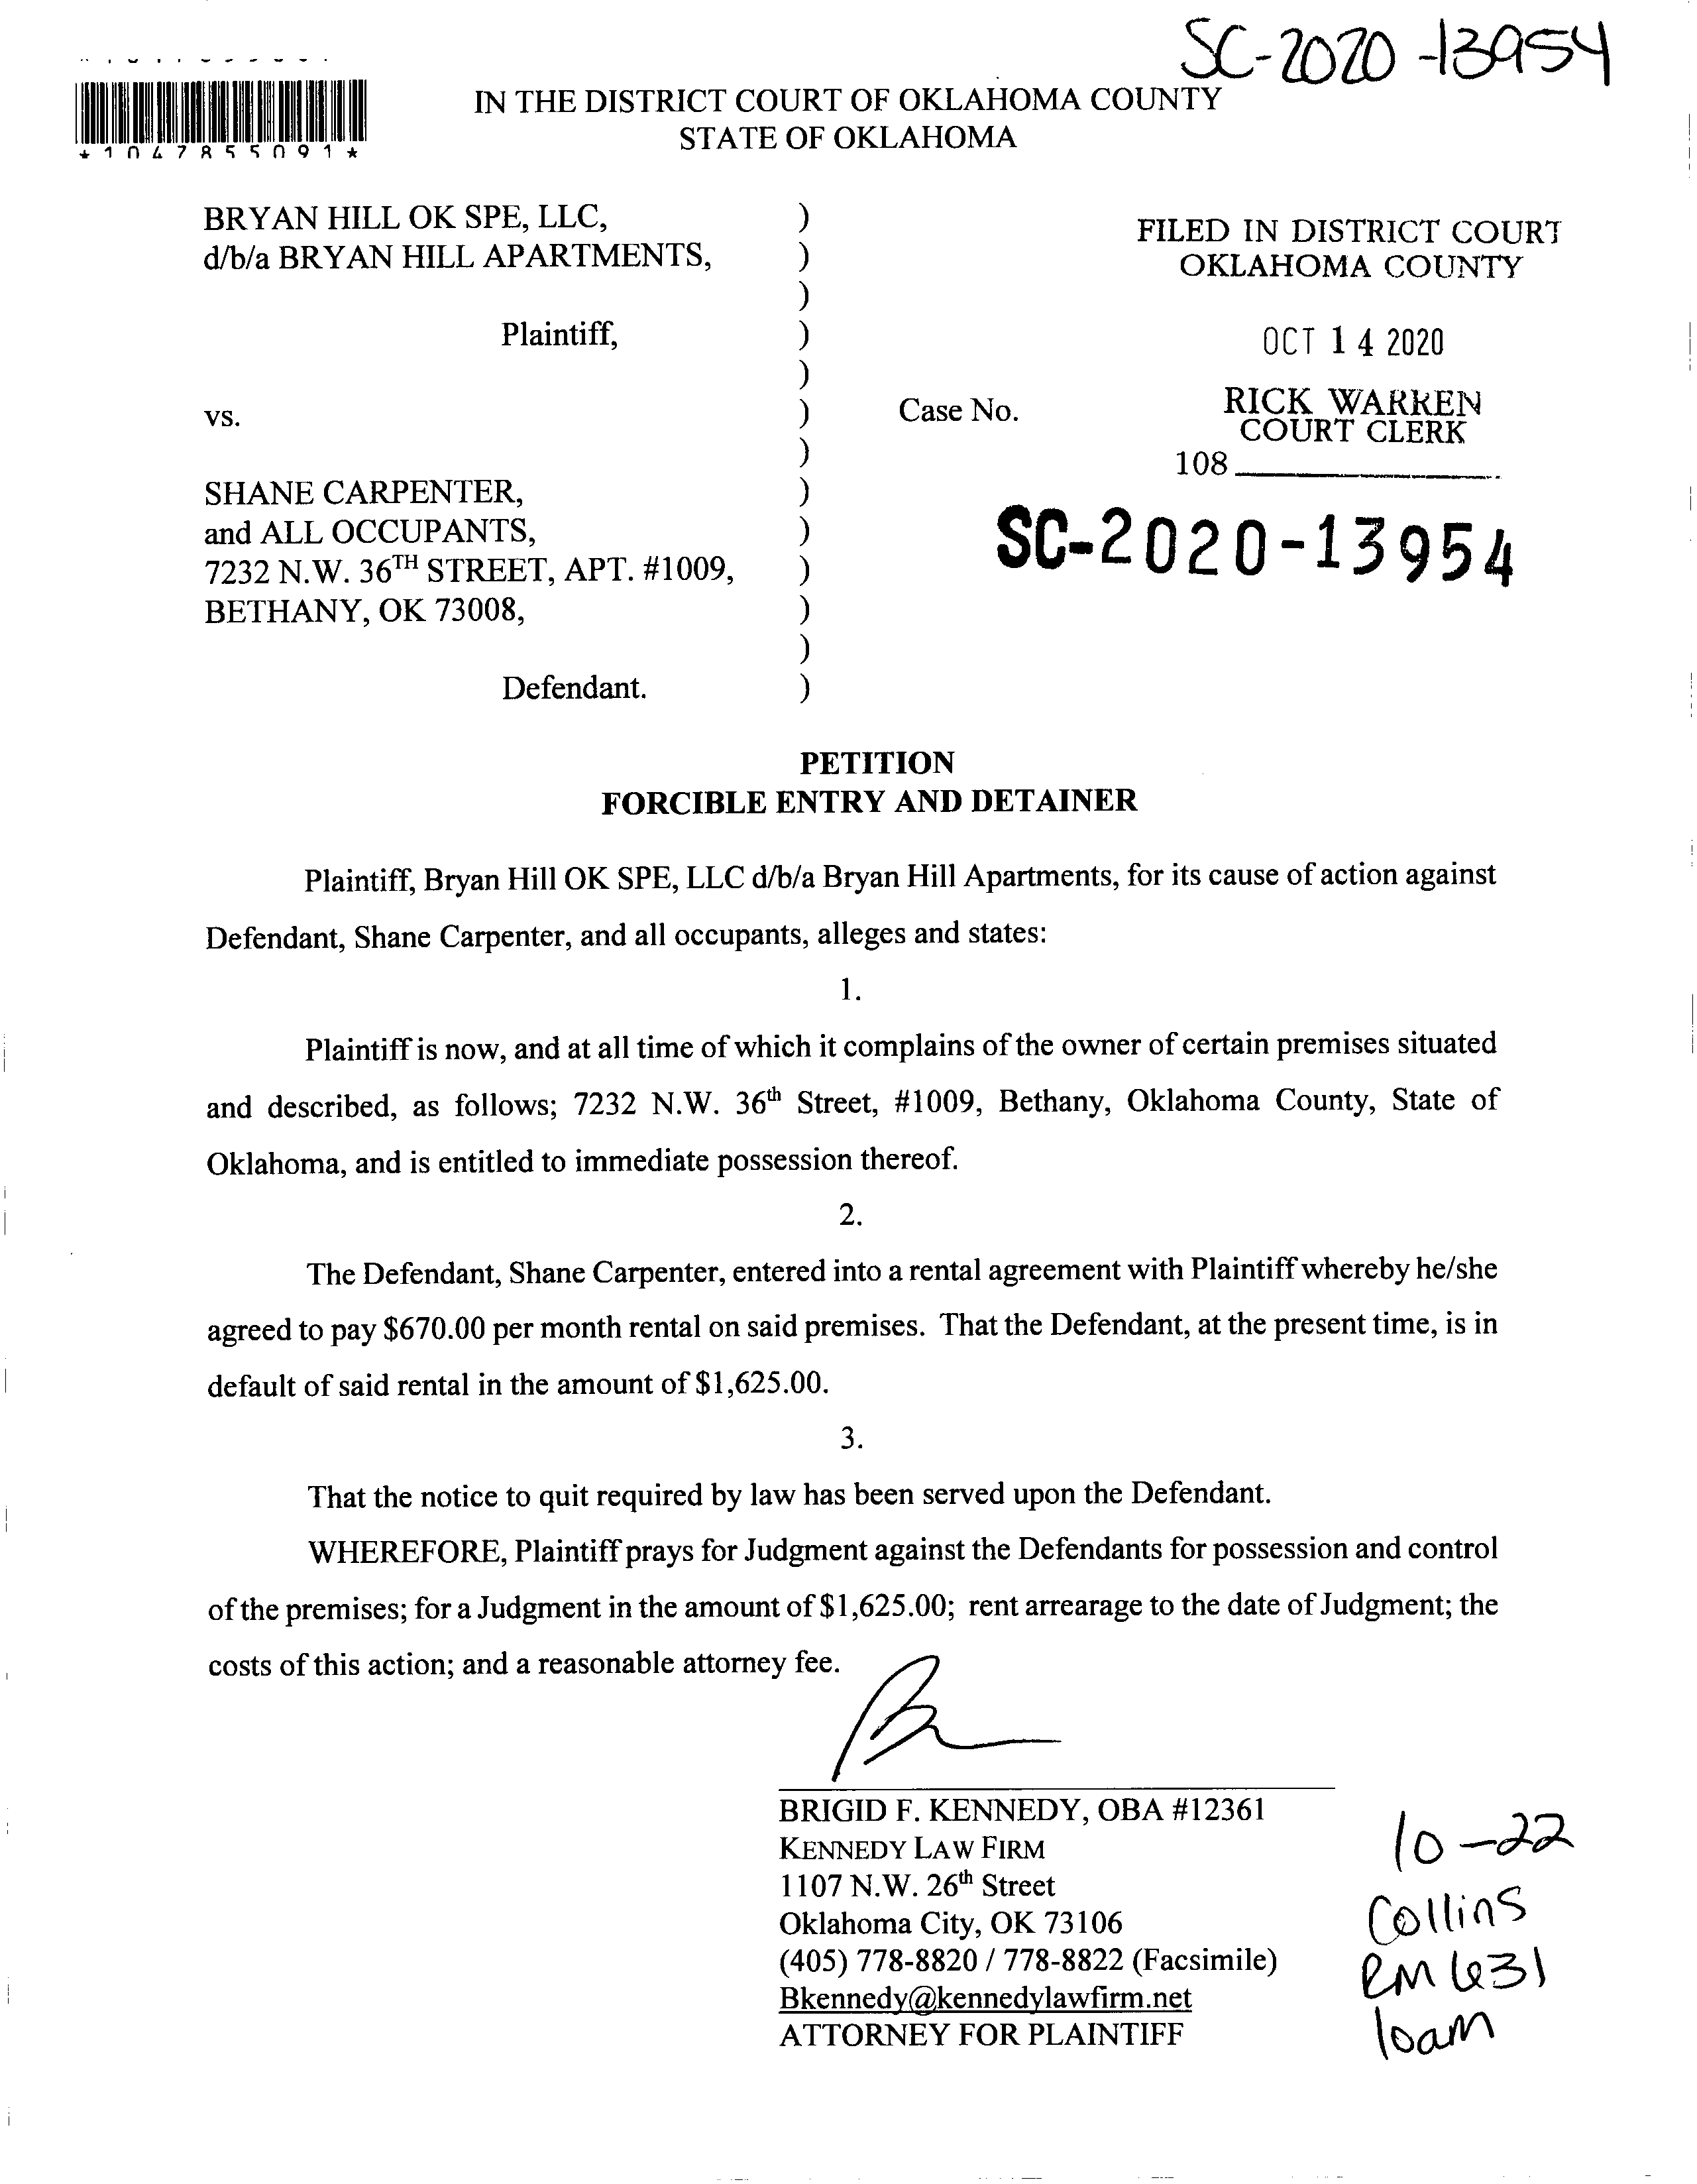 SC-2020-13954
*1047855091*
IN THE DISTRICT COURT OF OKLAHOMA COUNTY
STATE OF OKLAHOMA
BRYAN HILL OK SPE, LLC, )
d/b/a BRYAN HILL APARTMENTS, )
)
Plaintiff, )
)
vs. )
)
SHANE CARPENTER, )
and ALL OCCUPANTS, )
7232 N.W. 36TH STREET, APT. #1009, )
BETHANY, OK 73008, )
)
Defendant. )
Case No.
FILED IN DISTRICT COURT
OKLAHOMA COUNTY
OCT 14 2020
RICK WARREN
COURT CLERK
108
SC-2020-13954
PETITION
FORCIBLE ENTRY AND DETAINER
Plaintiff, Bryan Hill OK SPE, LLC d/b/a Bryan Hill Apartments, for its cause of action against
Defendant, Shane Carpenter, and all occupants, alleges and states:
1.
Plaintiff is now, and at all time of which it complains of the owner of certain premises situated
and described, as follows; 7232 N.W. 36th Street, #1009, Bethany, Oklahoma County, State of
Oklahoma, and is entitled to immediate possession thereof.
2.
The Defendant, Shane Carpenter, entered into a rental agreement with Plaintiff whereby he/she
agreed to pay $670.00 per month rental on said premises. That the Defendant, at the present time, is in
default of said rental in the amount of $1,625.00.
3.
That the notice to quit required by law has been served upon the Defendant.
WHEREFORE, Plaintiff prays for Judgment against the Defendants for possession and control
of the premises; for a Judgment in the amount of $1,625.00; rent arrearage to the date of Judgment; the
costs of this action; and a reasonable attorney fee.
BRIGID F. KENNEDY, OBA #12361
KENNEDY LAW FIRM
1107 N.W. 26th Street
Oklahoma City, OK 73106
(405) 778-8820 / 778-8822 (Facsimile)
Bkennedy@kennedylawfirm.net
ATTORNEY FOR PLAINTIFF
10-22
Collins
RM 631
10am